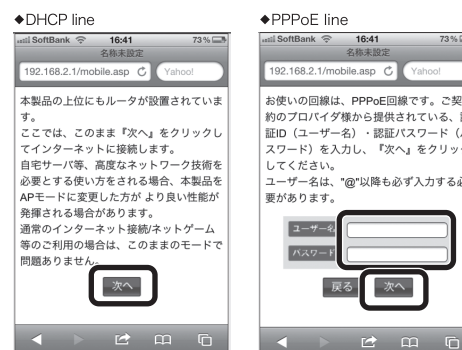 ◆DHCP line
SoftBank 16:41 73%
名称未設定
192.168.2.1/mobile.asp Yahoo!
本製品の上位にもルータが設置されていま
す。
ここでは、このまま『次へ』をクリックし
てインターネットに接続します。
自宅サーバ等、高度なネットワーク技術を
必要とする使い方をされる場合、本製品を
APモードに変更した方が より良い性能が
発揮される場合があります。
通常のインターネット接続/ネットゲーム
等のご利用の場合は、このままのモードで
問題ありません。
次へ
◆PPPoE line
SoftBank 16:41 73%
名称未設定
192.168.2.1/mobile.asp Yahoo!
お使いの回線は、PPPoE回線です。ご契
約のプロバイダ様から提供されている、
証ID（ユーザー名）・認証パスワード（
スワード）を入力し、『次へ』をクリッ
してください。
ユーザー名は、"@"以降も必ず入力する必
要があります。
ユーザー名
パスワード
戻る 次へ